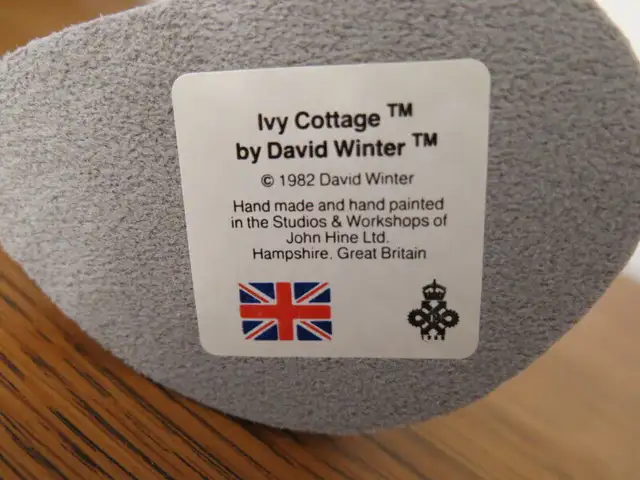 Ivy Cottage ™
by David Winter ™
© 1982 David Winter
Hand made and hand painted
in the Studios & Workshops of
John Hine Ltd.
Hampshire, Great Britain